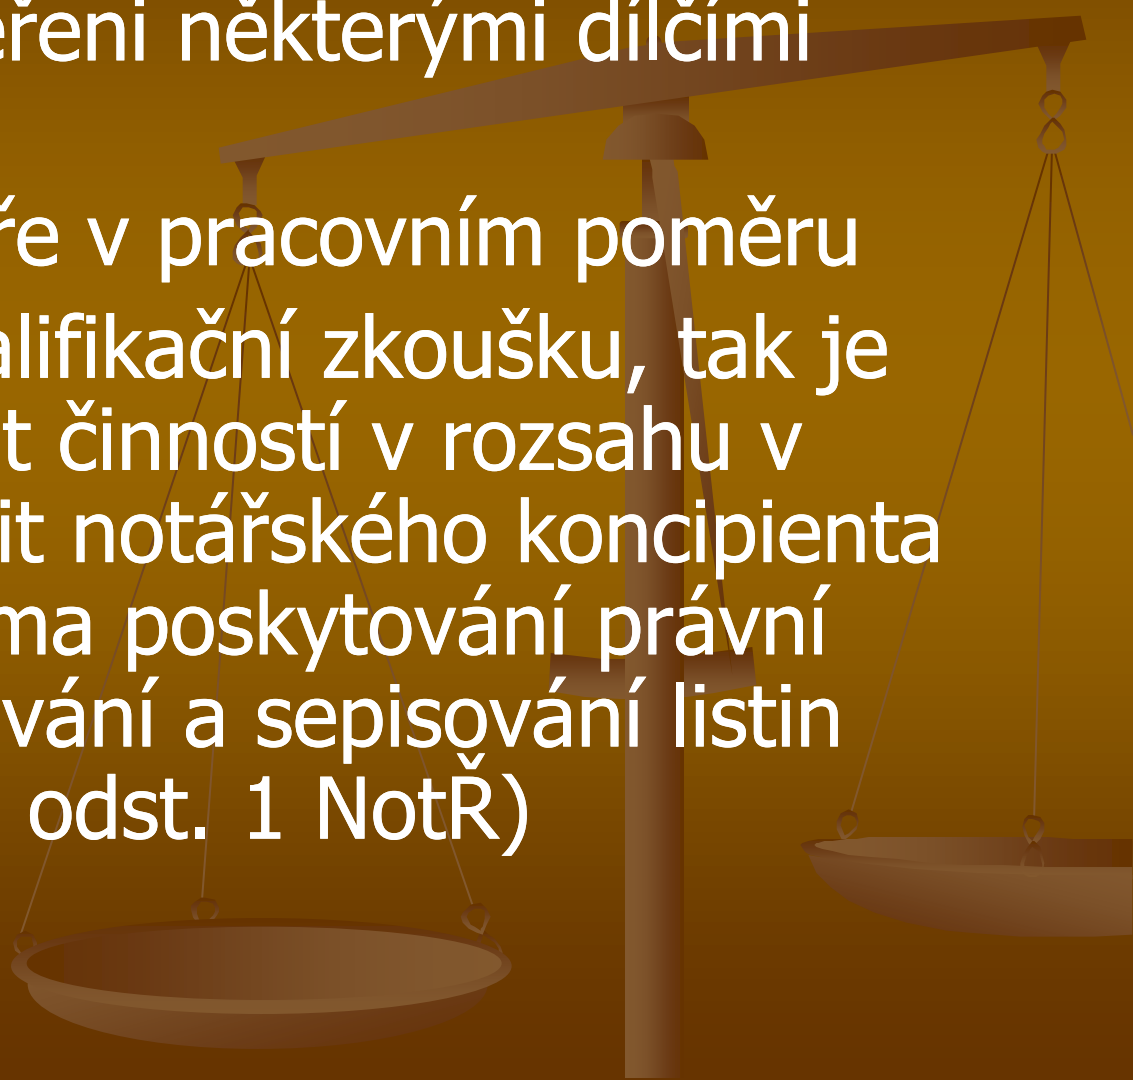 ěřeni některými dílčími
ře v pracovním poměru
alifikační zkoušku, tak je
t činností v rozsahu v
it notářského koncipienta
ma poskytování právní
vání a sepisování listin
odst. 1 NotŘ)